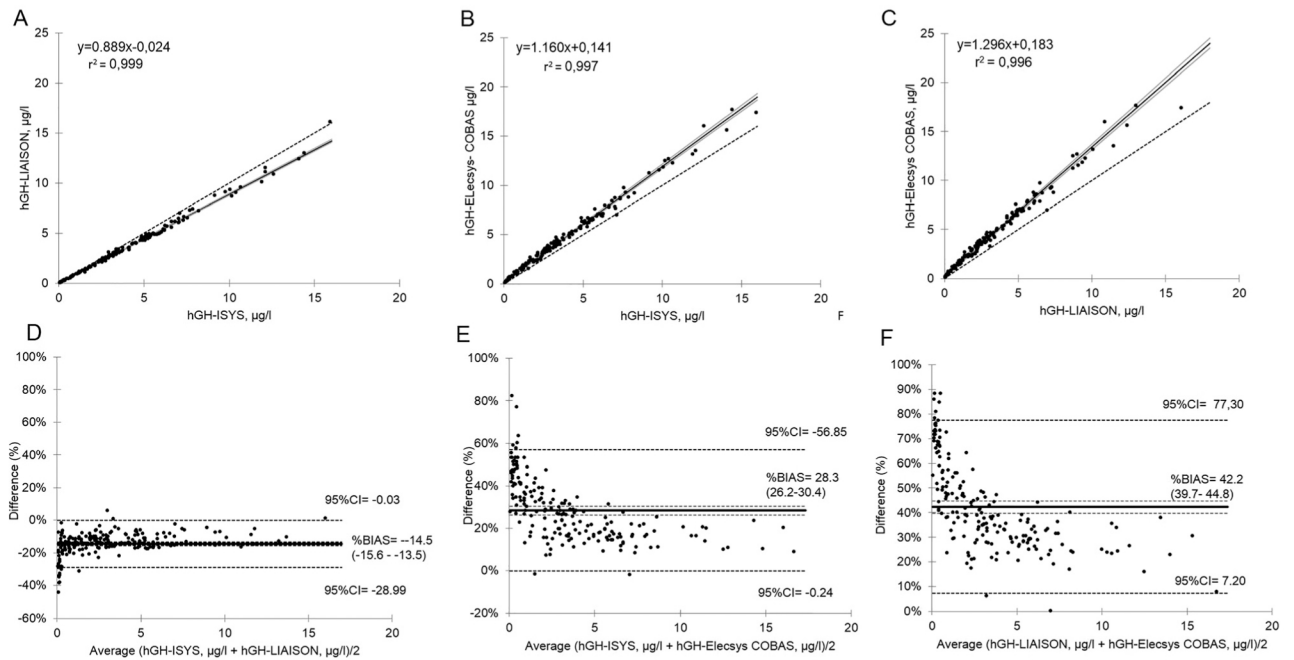 A
25
20
15
10
5
0
y=0.889x-0,024
r² = 0,999
hGH-LIAISON, µg/l
0 5 10 15 20
hGH-ISYS, µg/l
B
25
20
15
10
5
0
y=1.160x+0,141
r² = 0,997
hGH-ELecsys- COBAS µg/l
0 5 10 15 20
hGH-ISYS, µg/l
F
C
25
20
15
10
5
0
y=1.296x+0,183
r² = 0,996
hGH-Elecsys COBAS, µg/l
0 5 10 15 20
hGH-LIAISON, µg/l
D
100%
80%
60%
40%
20%
0%
-20%
-40%
-60%
Difference (%)
95%CI= -0.03
%BIAS= --14.5
(-15.6 - -13.5)
95%CI= -28.99
0 5 10 15 20
Average (hGH-ISYS, µg/l + hGH-LIAISON, µg/l)/2
E
100%
80%
60%
40%
20%
0%
-20%
Difference (%)
95%CI= -56.85
%BIAS= 28.3
(26.2-30.4)
95%CI= -0.24
0 5 10 15 20
Average (hGH-ISYS, µg/l + hGH-Elecsys COBAS, µg/l)/2
F
100%
90%
80%
70%
60%
50%
40%
30%
20%
10%
0%
Difference (%)
95%CI= 77,30
%BIAS= 42.2
(39.7- 44.8)
95%CI= 7.20
0 5 10 15 20
Average (hGH-LIAISON, µg/l + hGH-Elecsys COBAS, µg/l)/2